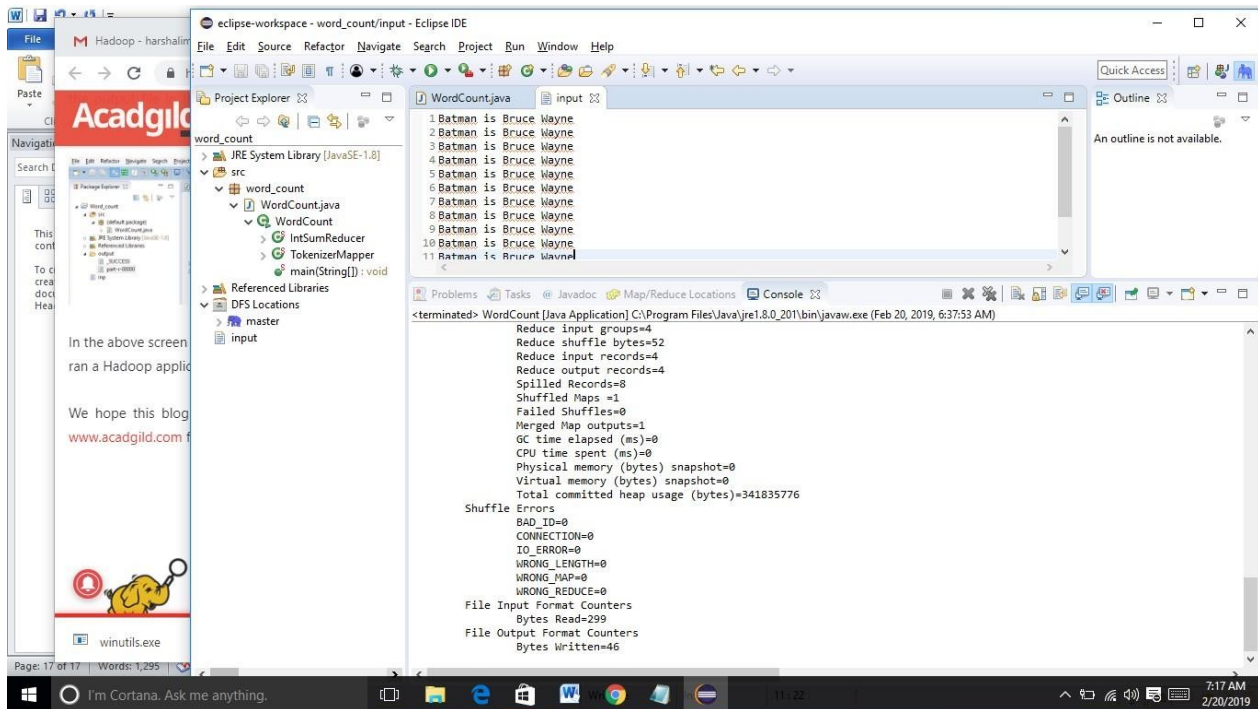 eclipse-workspace - word_count/input - Eclipse IDE
File
Hadoop - harshalim
File Edit Source Refactor Navigate Search Project Run Window Help
Paste
Quick Access
Acadgild
Project Explorer
WordCount.java
input
Outline
Navigati
Search D
word_count
JRE System Library [JavaSE-1.8]
src
word_count
WordCount.java
WordCount
IntSumReducer
TokenizerMapper
main(String[]) : void
Referenced Libraries
DFS Locations
master
input
1 Batman is Bruce Wayne
2 Batman is Bruce Wayne
3 Batman is Bruce Wayne
4 Batman is Bruce Wayne
5 Batman is Bruce Wayne
6 Batman is Bruce Wayne
7 Batman is Bruce Wayne
8 Batman is Bruce Wayne
9 Batman is Bruce Wayne
10 Batman is Bruce Wayne
11 Batman is Bruce Wayne
An outline is not available.
This
cont
To c
crea
docu
Hea
In the above screen
ran a Hadoop applic
We hope this blog
www.acadgild.com f
Problems Tasks Javadoc Map/Reduce Locations Console
<terminated> WordCount [Java Application] C:\Program Files\Java\jre1.8.0_201\bin\javaw.exe (Feb 20, 2019, 6:37:53 AM)
Reduce input groups=4
Reduce shuffle bytes=52
Reduce input records=4
Reduce output records=4
Spilled Records=8
Shuffled Maps =1
Failed Shuffles=0
Merged Map outputs=1
GC time elapsed (ms)=0
CPU time spent (ms)=0
Physical memory (bytes) snapshot=0
Virtual memory (bytes) snapshot=0
Total committed heap usage (bytes)=341835776
Shuffle Errors
BAD_ID=0
CONNECTION=0
IO_ERROR=0
WRONG_LENGTH=0
WRONG_MAP=0
WRONG_REDUCE=0
File Input Format Counters
Bytes Read=299
File Output Format Counters
Bytes Written=46
winutils.exe
Page: 17 of 17 Words: 1,295
I'm Cortana. Ask me anything.
7:17 AM
2/20/2019